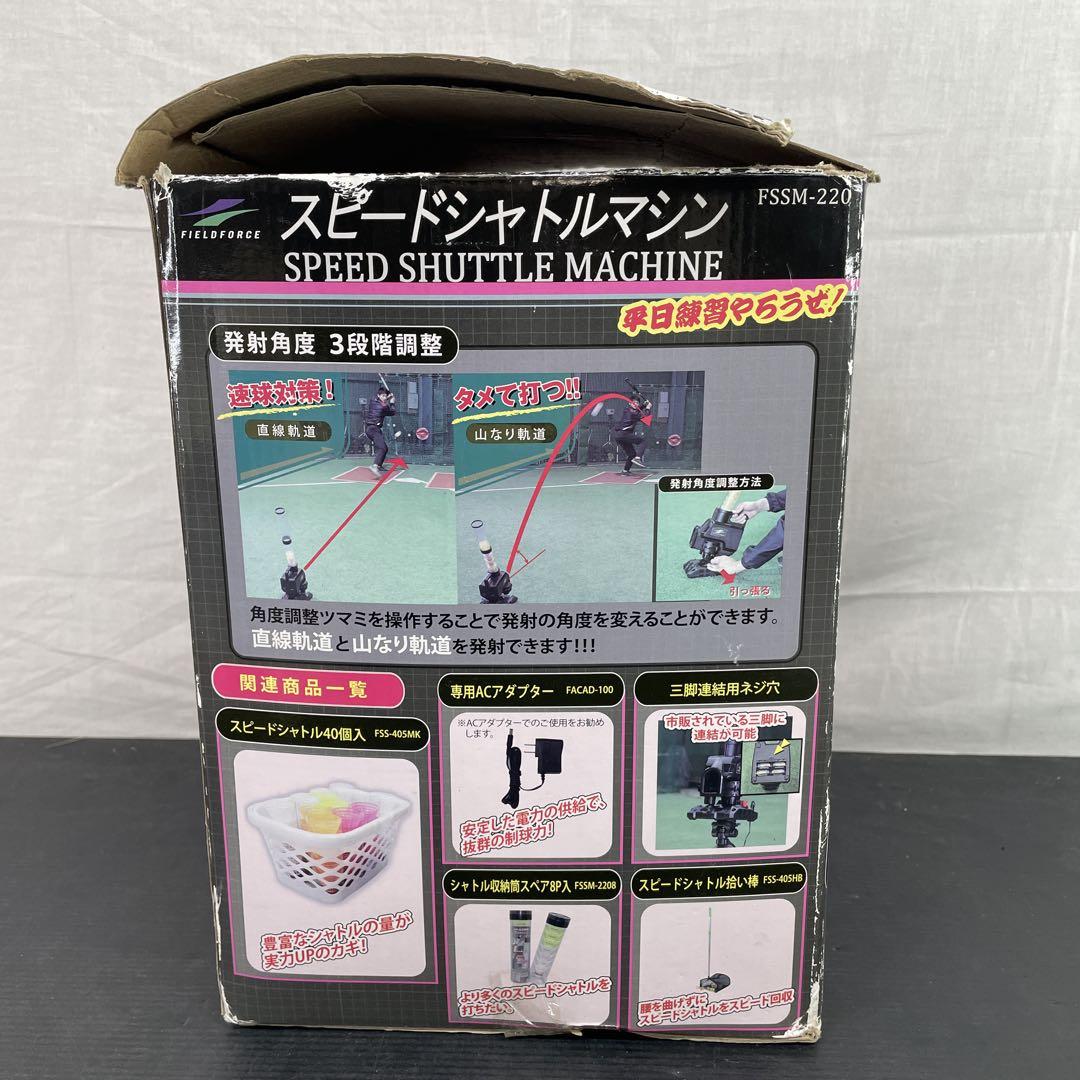 FIELDFORCE
スピードシャトルマシン
FSSM-220
SPEED SHUTTLE MACHINE
平日練習やろうぜ!
発射角度 3段階調整
速球対策!
直線軌道
タメて打つ!!
山なり軌道
発射角度調整方法
引っ張る
角度調整ツマミを操作することで発射の角度を変えることができます。
直線軌道と山なり軌道を発射できます!!!
関連商品一覧
スピードシャトル40個入 FSS-405MK
豊富なシャトルの量が
実力UPのカギ!
専用ACアダプター FACAD-100
※ACアダプターでのご使用をお勧め
します。
安定した電力の供給で、
抜群の制球力!
三脚連結用ネジ穴
市販されている三脚に
連結が可能
シャトル収納筒スペア8P入 FSSM-2208
より多くのスピードシャトルを
打ちたい。
スピードシャトル拾い棒 FSS-405HB
腰を曲げずに
スピードシャトルをスピード回収